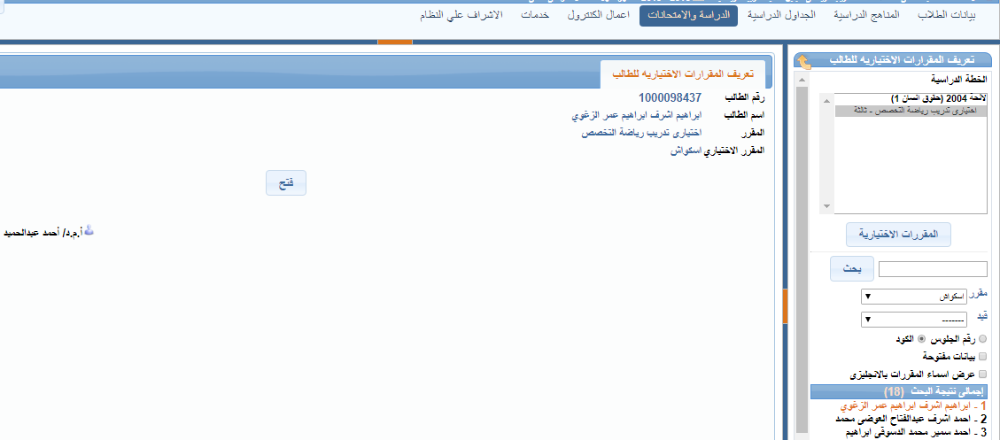 بيانات الطلاب
المناهج الدراسية
الجداول الدراسية
الدراسة والامتحانات
اعمال الكنترول
خدمات
الاشراف علي النظام
تعريف المقررات الاختياريه للطالب
الخطة الدراسية
لائحة 2004 (حقوق انسان 1)
اختيارى تدريب رياضة التخصص - ثالثة
المقررات الاختيارية
بحث
مقرر
اسكواش
قيد
-------
رقم الجلوس
الكود
بيانات مفتوحة
عرض اسماء المقررات بالانجليزى
إجمالى نتيجة البحث (18)
1 - ابراهيم اشرف ابراهيم عمر الزغوي
2 - احمد اشرف عبدالفتاح العوضى محمد
3 - احمد سمير محمد الدسوقى ابراهيم
تعريف المقررات الاختياريه للطالب
رقم الطالب 1000098437
اسم الطالب ابراهيم اشرف ابراهيم عمر الزغوي
المقرر اختيارى تدريب رياضة التخصص
المقرر الاختياري اسكواش
فتح
أ.م.د/ أحمد عبدالحميد